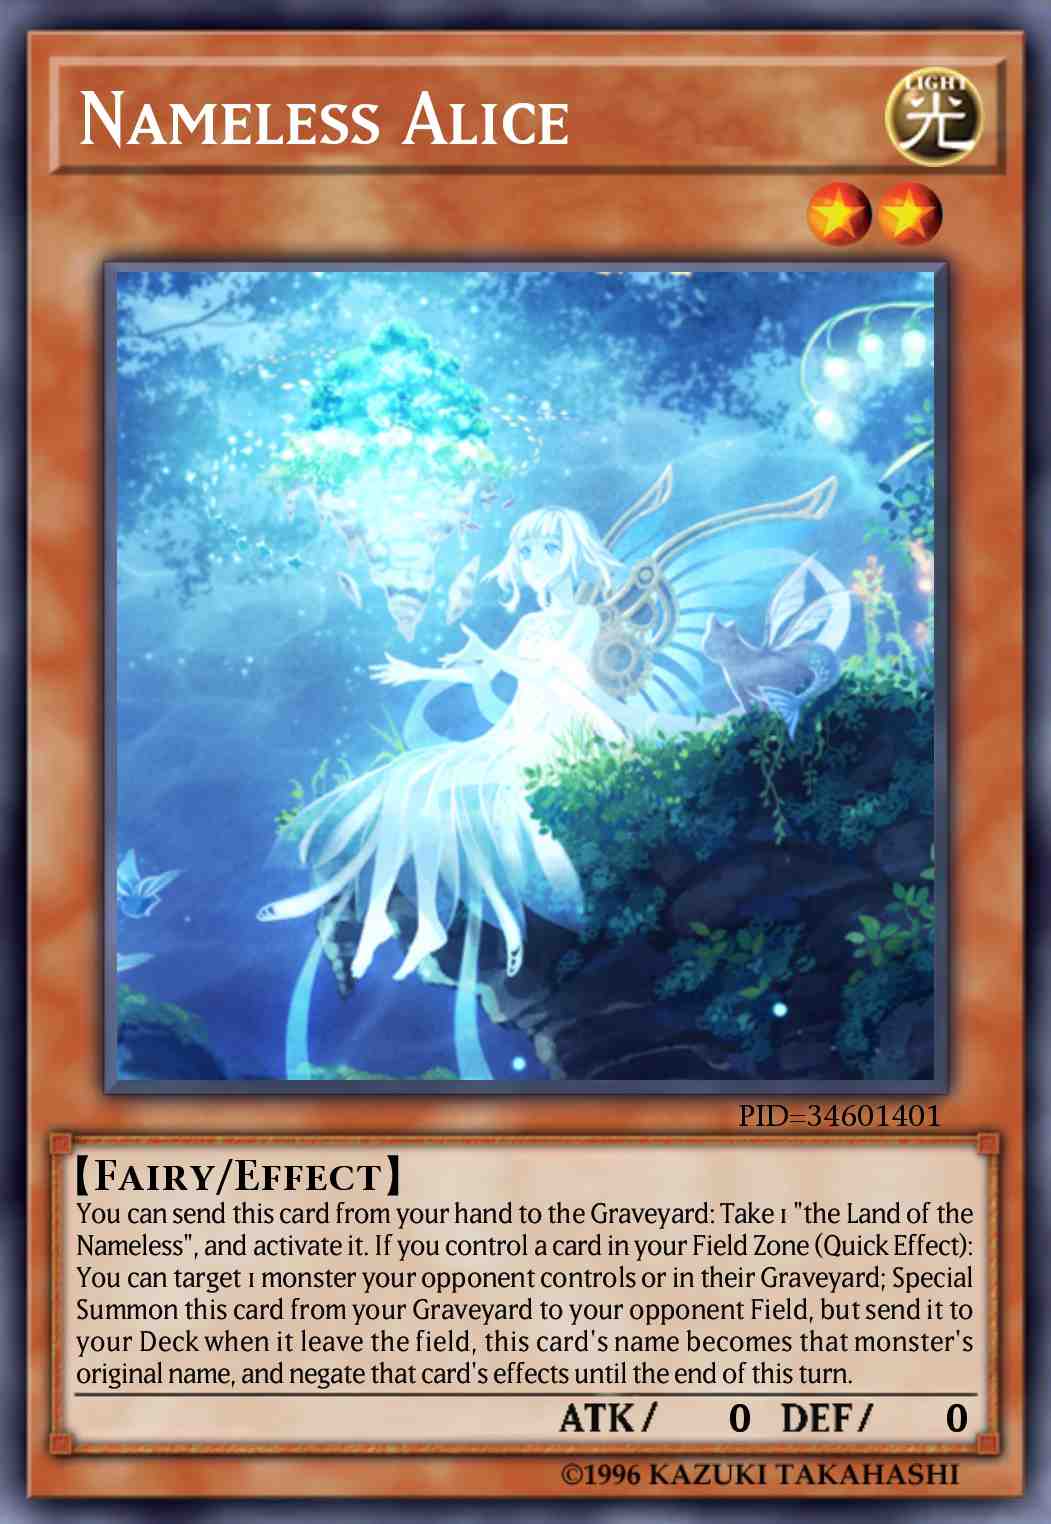 Nameless Alice
LIGHT
光
PID=34601401
【Fairy/Effect】
You can send this card from your hand to the Graveyard: Take 1 "the Land of the
Nameless", and activate it. If you control a card in your Field Zone (Quick Effect):
You can target 1 monster your opponent controls or in their Graveyard; Special
Summon this card from your Graveyard to your opponent Field, but send it to
your Deck when it leave the field, this card's name becomes that monster's
original name, and negate that card's effects until the end of this turn.
ATK/ 0 DEF/ 0
©1996 KAZUKI TAKAHASHI